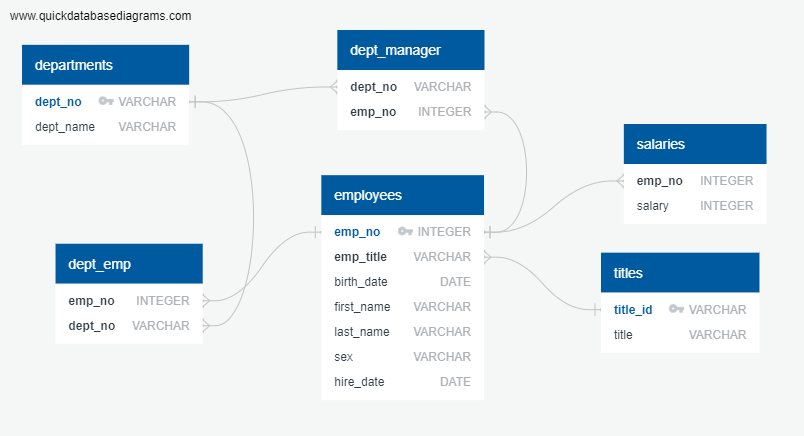 www.quickdatabasediagrams.com
departments
dept_no VARCHAR
dept_name VARCHAR
dept_manager
dept_no VARCHAR
emp_no INTEGER
salaries
emp_no INTEGER
salary INTEGER
employees
emp_no INTEGER
emp_title VARCHAR
birth_date DATE
first_name VARCHAR
last_name VARCHAR
sex VARCHAR
hire_date DATE
dept_emp
emp_no INTEGER
dept_no VARCHAR
titles
title_id VARCHAR
title VARCHAR